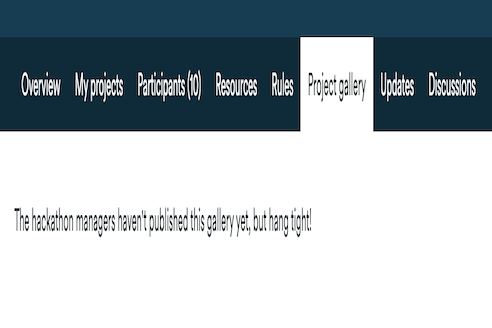 Overview My projects Participants (10) Resources Rules Project gallery Updates Discussions
The hackathon managers haven't published this gallery yet, but hang tight!